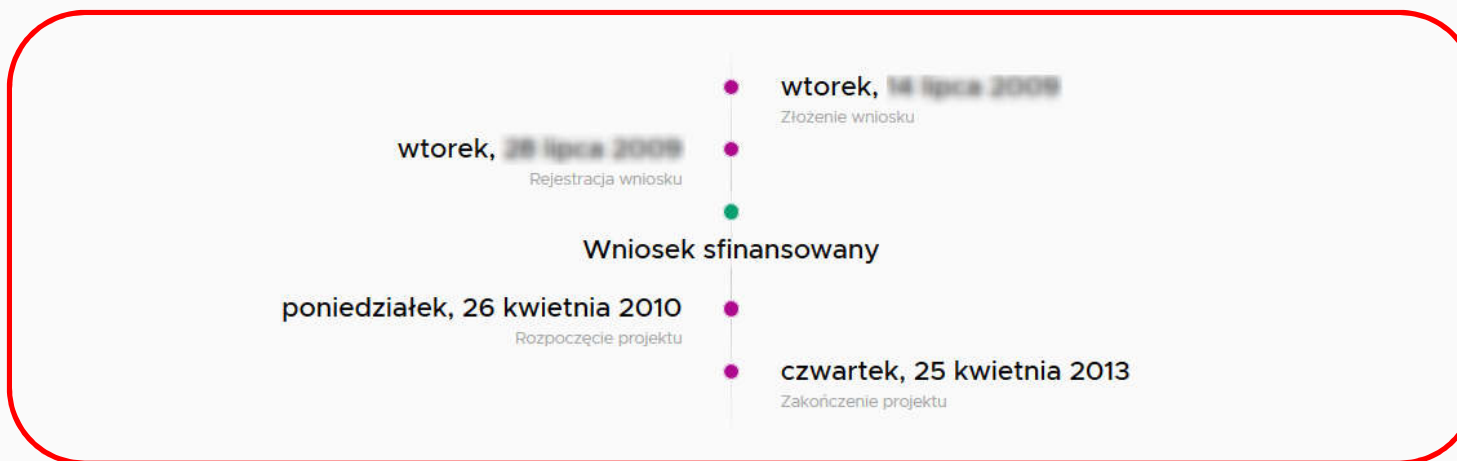 wtorek,
Złożenie wniosku
wtorek,
Rejestracja wniosku
Wniosek sfinansowany
poniedziałek, 26 kwietnia 2010
Rozpoczęcie projektu
czwartek, 25 kwietnia 2013
Zakończenie projektu